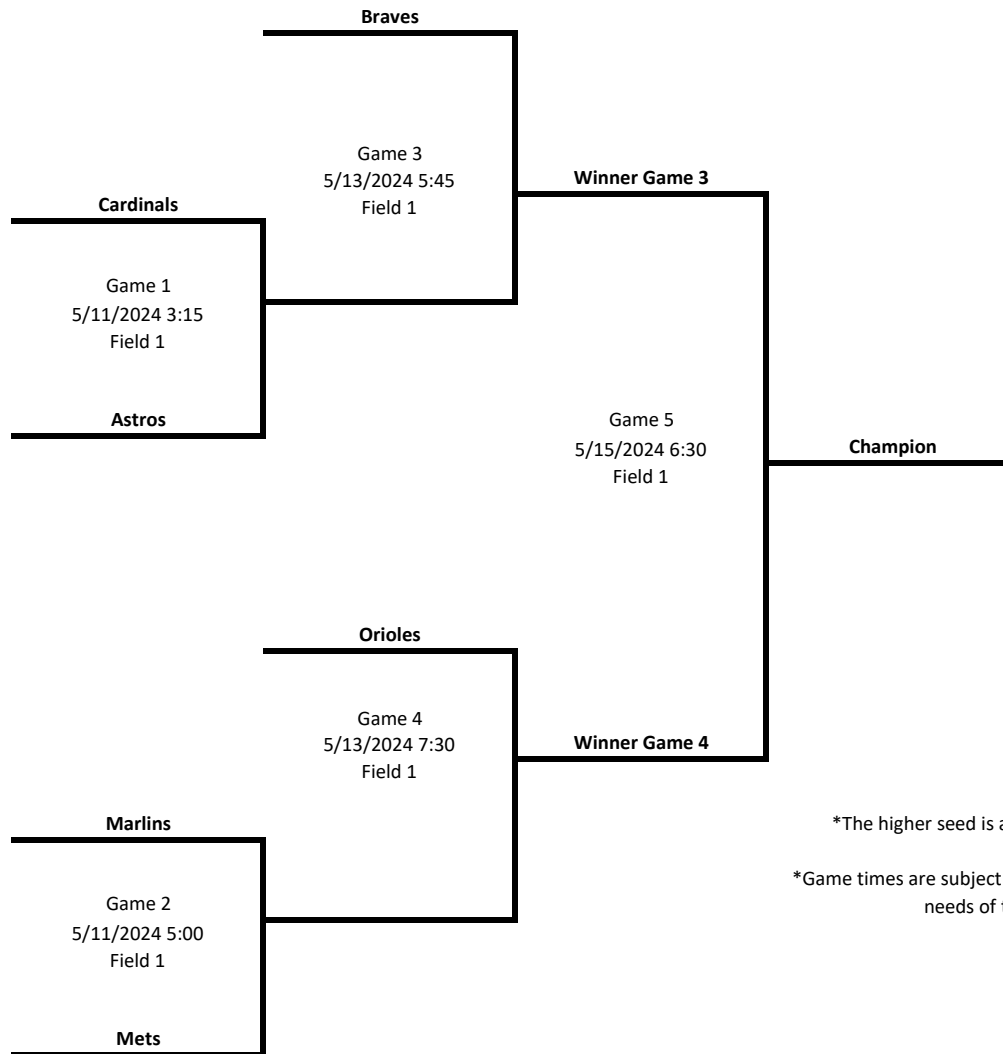 Braves
Game 3
5/13/2024 5:45
Field 1
Winner Game 3
Cardinals
Game 1
5/11/2024 3:15
Field 1
Astros
Game 5
5/15/2024 6:30
Field 1
Champion
Orioles
Game 4
5/13/2024 7:30
Field 1
Winner Game 4
Marlins
*The higher seed is a
*Game times are subject
needs of
Game 2
5/11/2024 5:00
Field 1
Mets